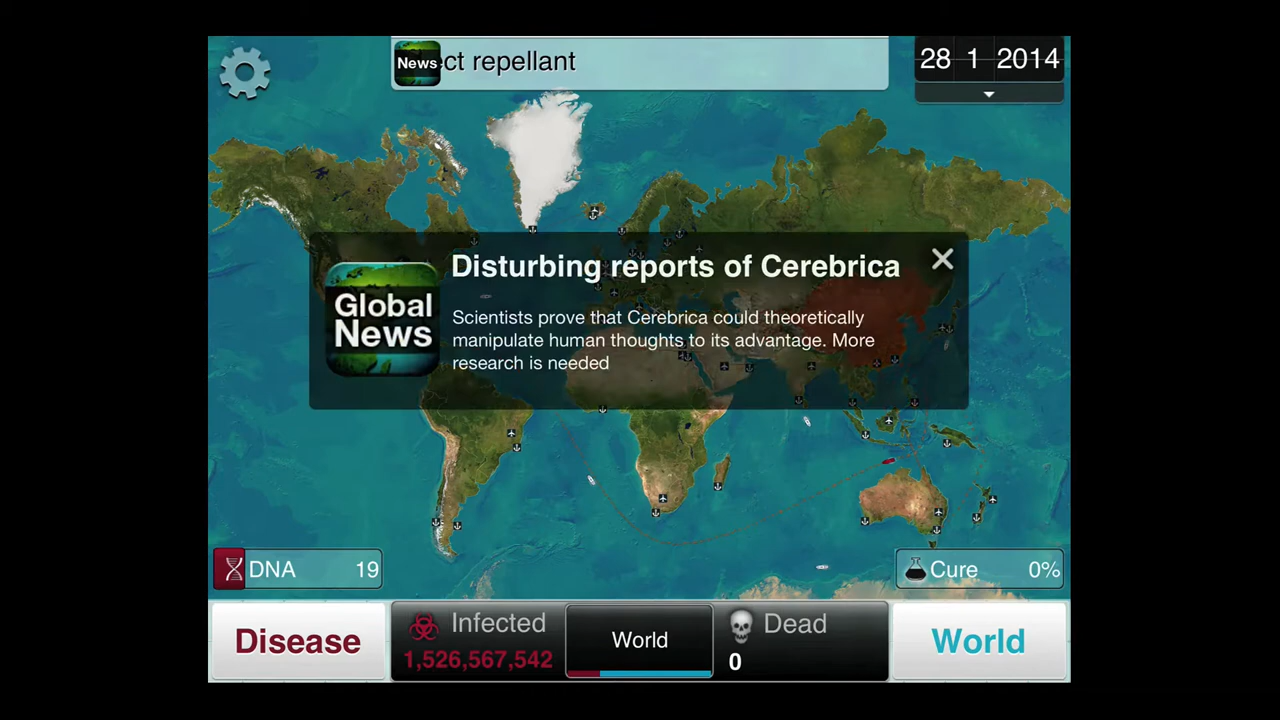 News
ct repellant
28 1 2014
Disturbing reports of Cerebrica
Global
News
Scientists prove that Cerebrica could theoretically
manipulate human thoughts to its advantage. More
research is needed
DNA 19
Cure 0%
Disease
Infected
1,526,567,542
World
Dead
0
World